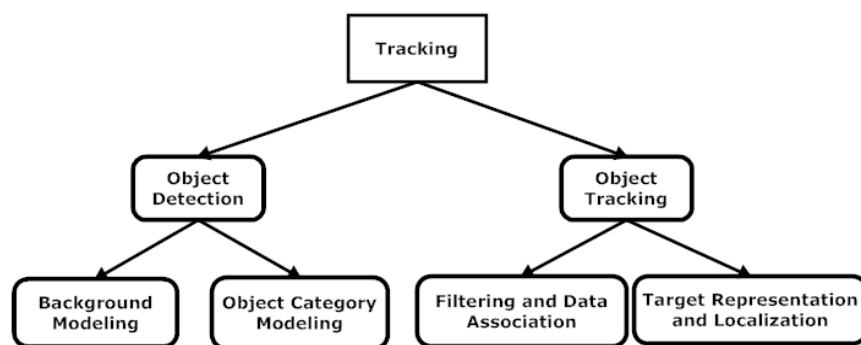 Tracking
Object
Detection
Object
Tracking
Background
Modeling
Object Category
Modeling
Filtering and Data
Association
Target Representation
and Localization